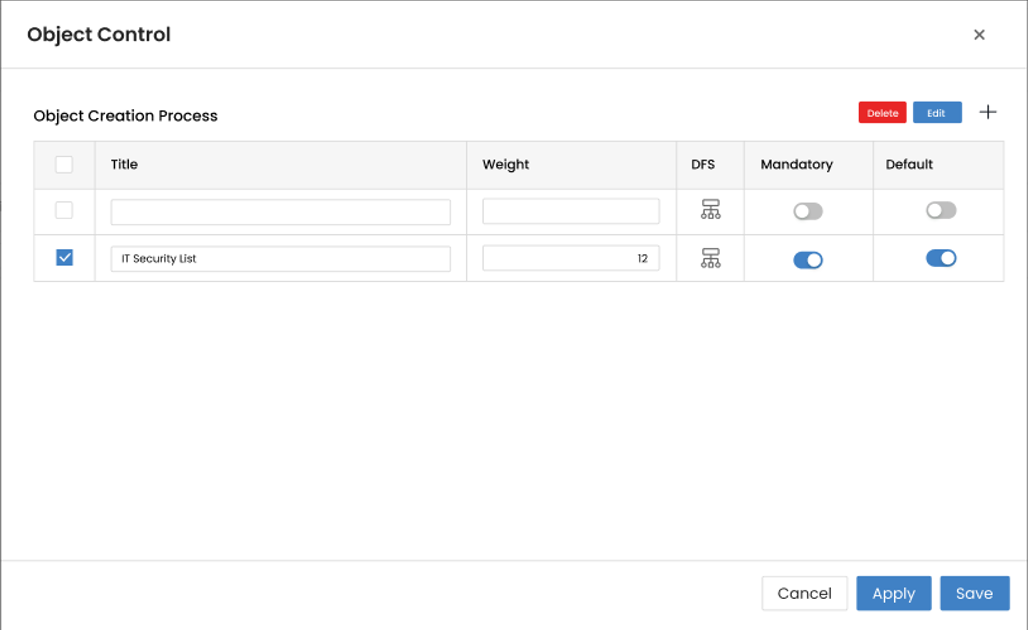 Object Control
Object Creation Process
Delete Edit
Title Weight DFS Mandatory Default
IT Security List 12
Cancel Apply Save